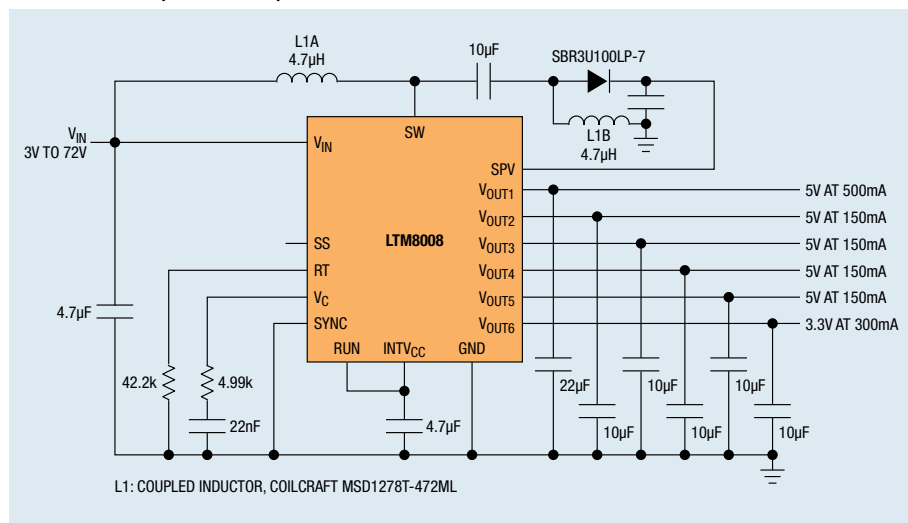 L1A
4.7µH
10µF
SBR3U100LP-7
L1B
4.7µH
VIN
3V TO 72V
SW
VIN
SPV
VOUT1
5V AT 500mA
VOUT2
5V AT 150mA
LTM8008
SS
VOUT3
5V AT 150mA
RT
VOUT4
5V AT 150mA
VC
VOUT5
5V AT 150mA
SYNC
VOUT6
3.3V AT 300mA
4.7µF
RUN
INTVCC
GND
42.2k
4.99k
22nF
4.7µF
22µF
10µF
10µF
10µF
10µF
10µF
L1: COUPLED INDUCTOR, COILCRAFT MSD1278T-472ML